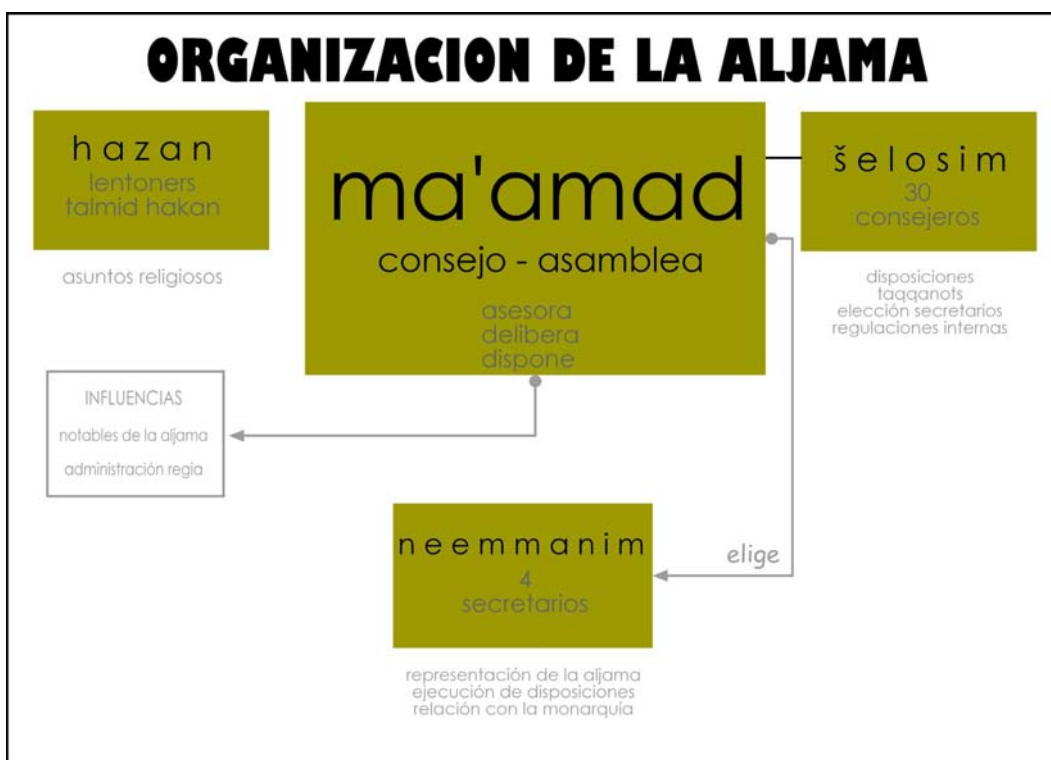 ORGANIZACION DE LA ALJAMA
hazan
lentoners
talmid hakan
asuntos religiosos
ma'amad
consejo - asamblea
asesora
delibera
dispone
šelosim
30
consejeros
disposiciones
taqqanots
elección secretarios
regulaciones internas
INFLUENCIAS
notables de la aljama
administración regia
elige
neemmanim
4
secretarios
representación de la aljama
ejecución de disposiciones
relación con la monarquía